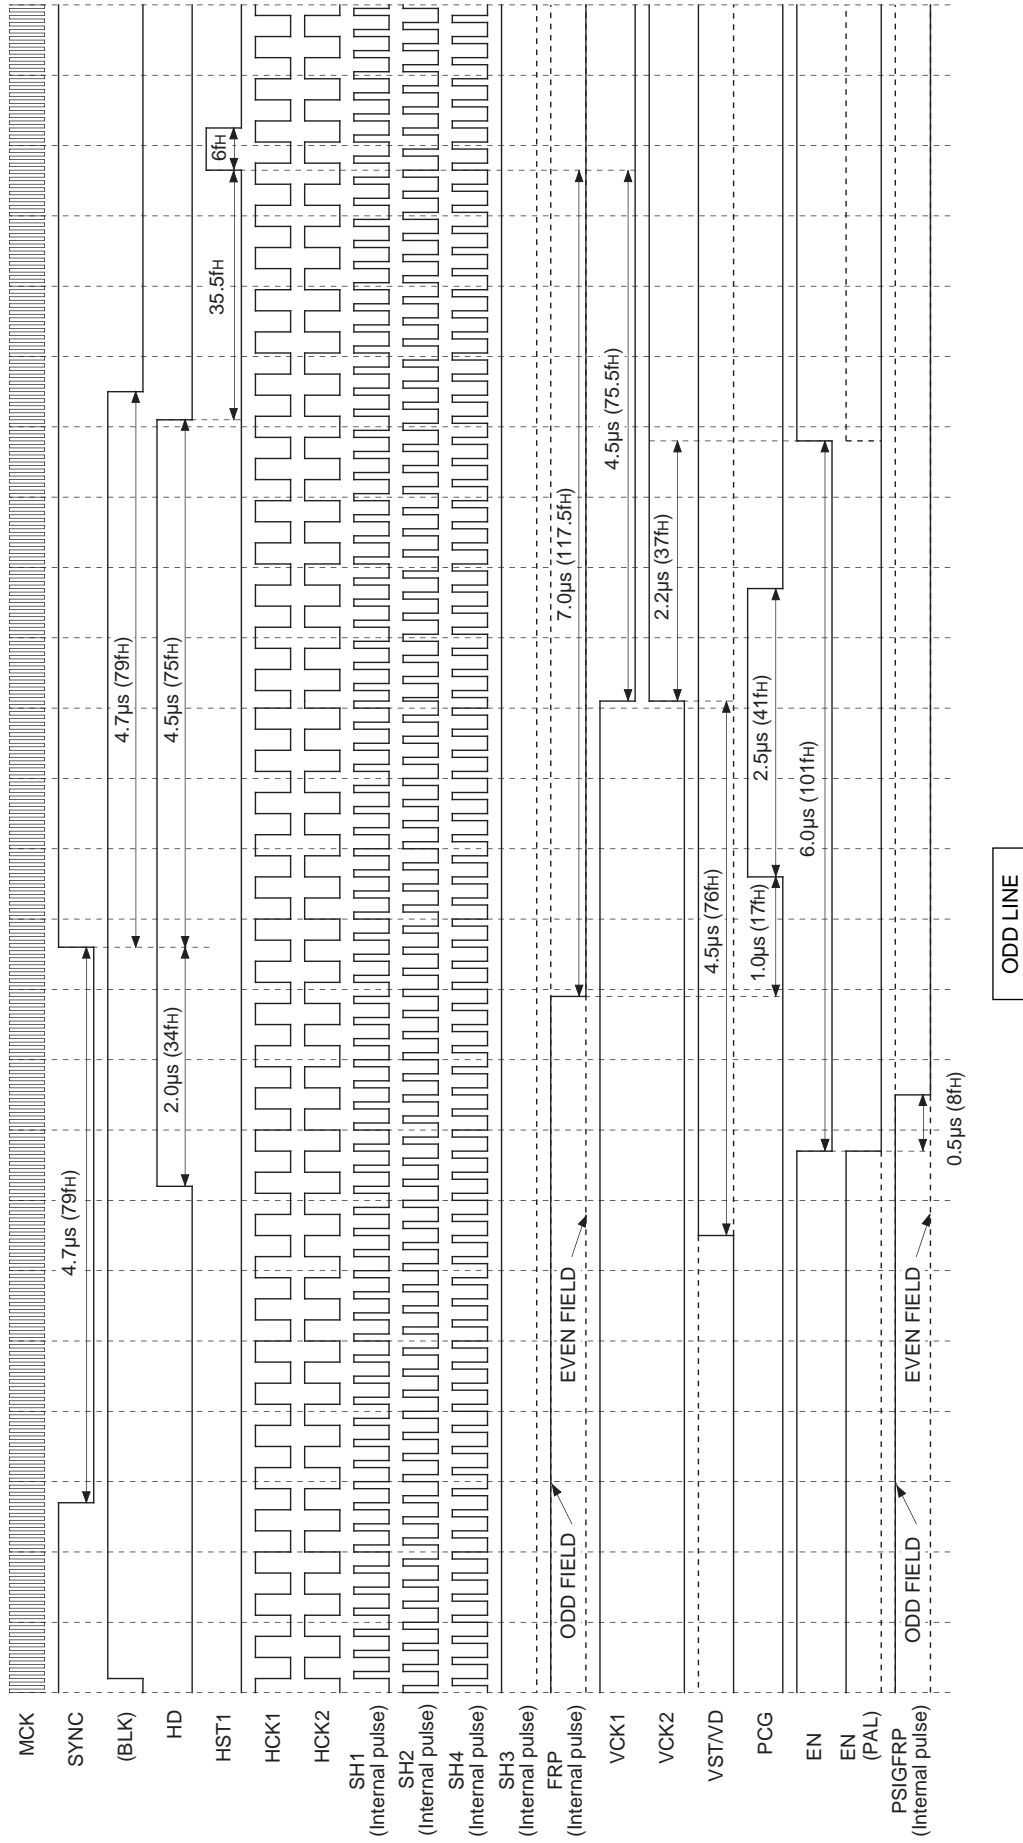 MCK
SYNC
4.7µs (79fH)
(BLK)
4.7µs (79fH)
HD
2.0µs (34fH)
4.5µs (75fH)
HST1
35.5fH
6fH
HCK1
HCK2
SH1
(Internal pulse)
SH2
(Internal pulse)
SH4
(Internal pulse)
SH3
(Internal pulse)
FRP
(Internal pulse)
ODD FIELD
EVEN FIELD
7.0µs (117.5fH)
VCK1
4.5µs (75.5fH)
VCK2
2.2µs (37fH)
VST/VD
4.5µs (76fH)
PCG
1.0µs (17fH)
2.5µs (41fH)
EN
6.0µs (101fH)
EN
(PAL)
PSIGFRP
(Internal pulse)
ODD FIELD
EVEN FIELD
0.5µs (8fH)
ODD LINE